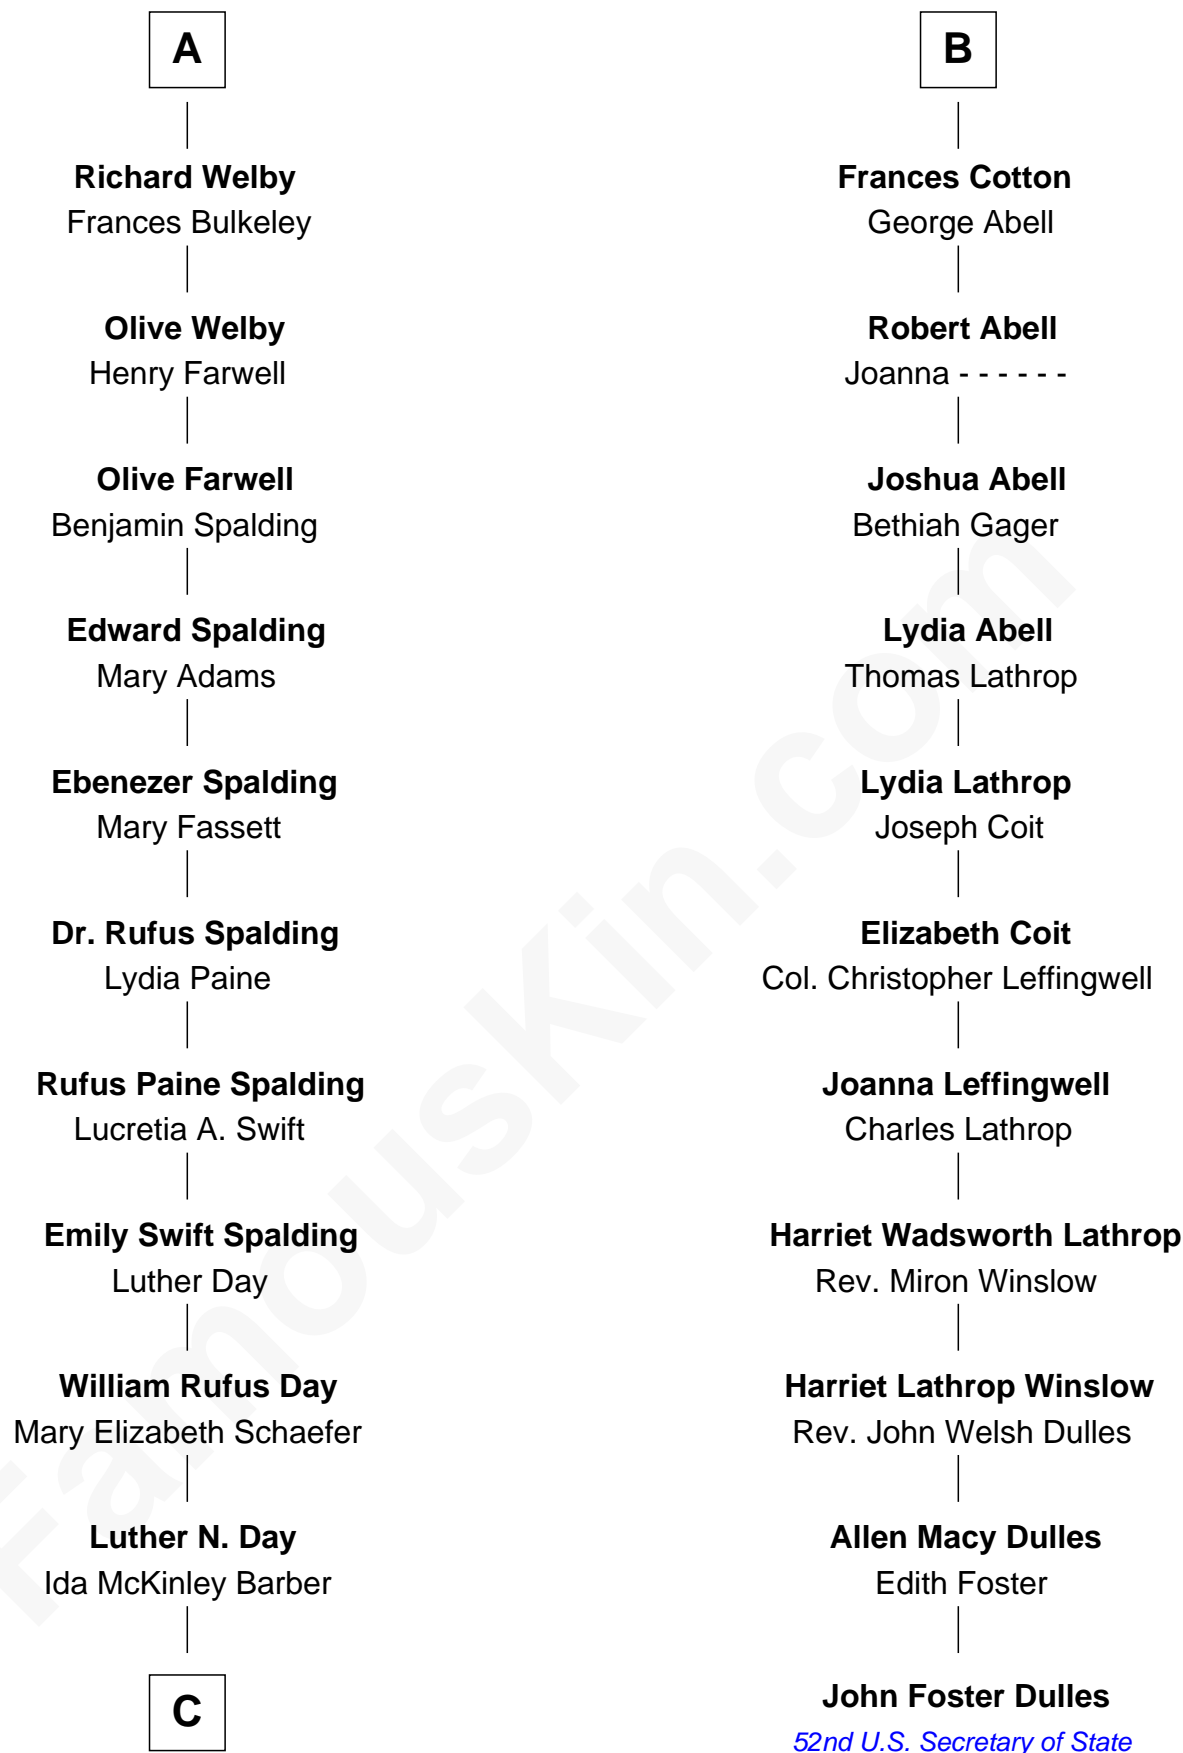 A
Richard Welby
Frances Bulkeley
Olive Welby
Henry Farwell
Olive Farwell
Benjamin Spalding
Edward Spalding
Mary Adams
Ebenezer Spalding
Mary Fassett
Dr. Rufus Spalding
Lydia Paine
Rufus Paine Spalding
Lucretia A. Swift
Emily Swift Spalding
Luther Day
William Rufus Day
Mary Elizabeth Schaefer
Luther N. Day
Ida McKinley Barber
C
B
Frances Cotton
George Abell
Robert Abell
Joanna - - - - - -
Joshua Abell
Bethiah Gager
Lydia Abell
Thomas Lathrop
Lydia Lathrop
Joseph Coit
Elizabeth Coit
Col. Christopher Leffingwell
Joanna Leffingwell
Charles Lathrop
Harriet Wadsworth Lathrop
Rev. Miron Winslow
Harriet Lathrop Winslow
Rev. John Welsh Dulles
Allen Macy Dulles
Edith Foster
John Foster Dulles
52nd U.S. Secretary of State
FamousKin.com